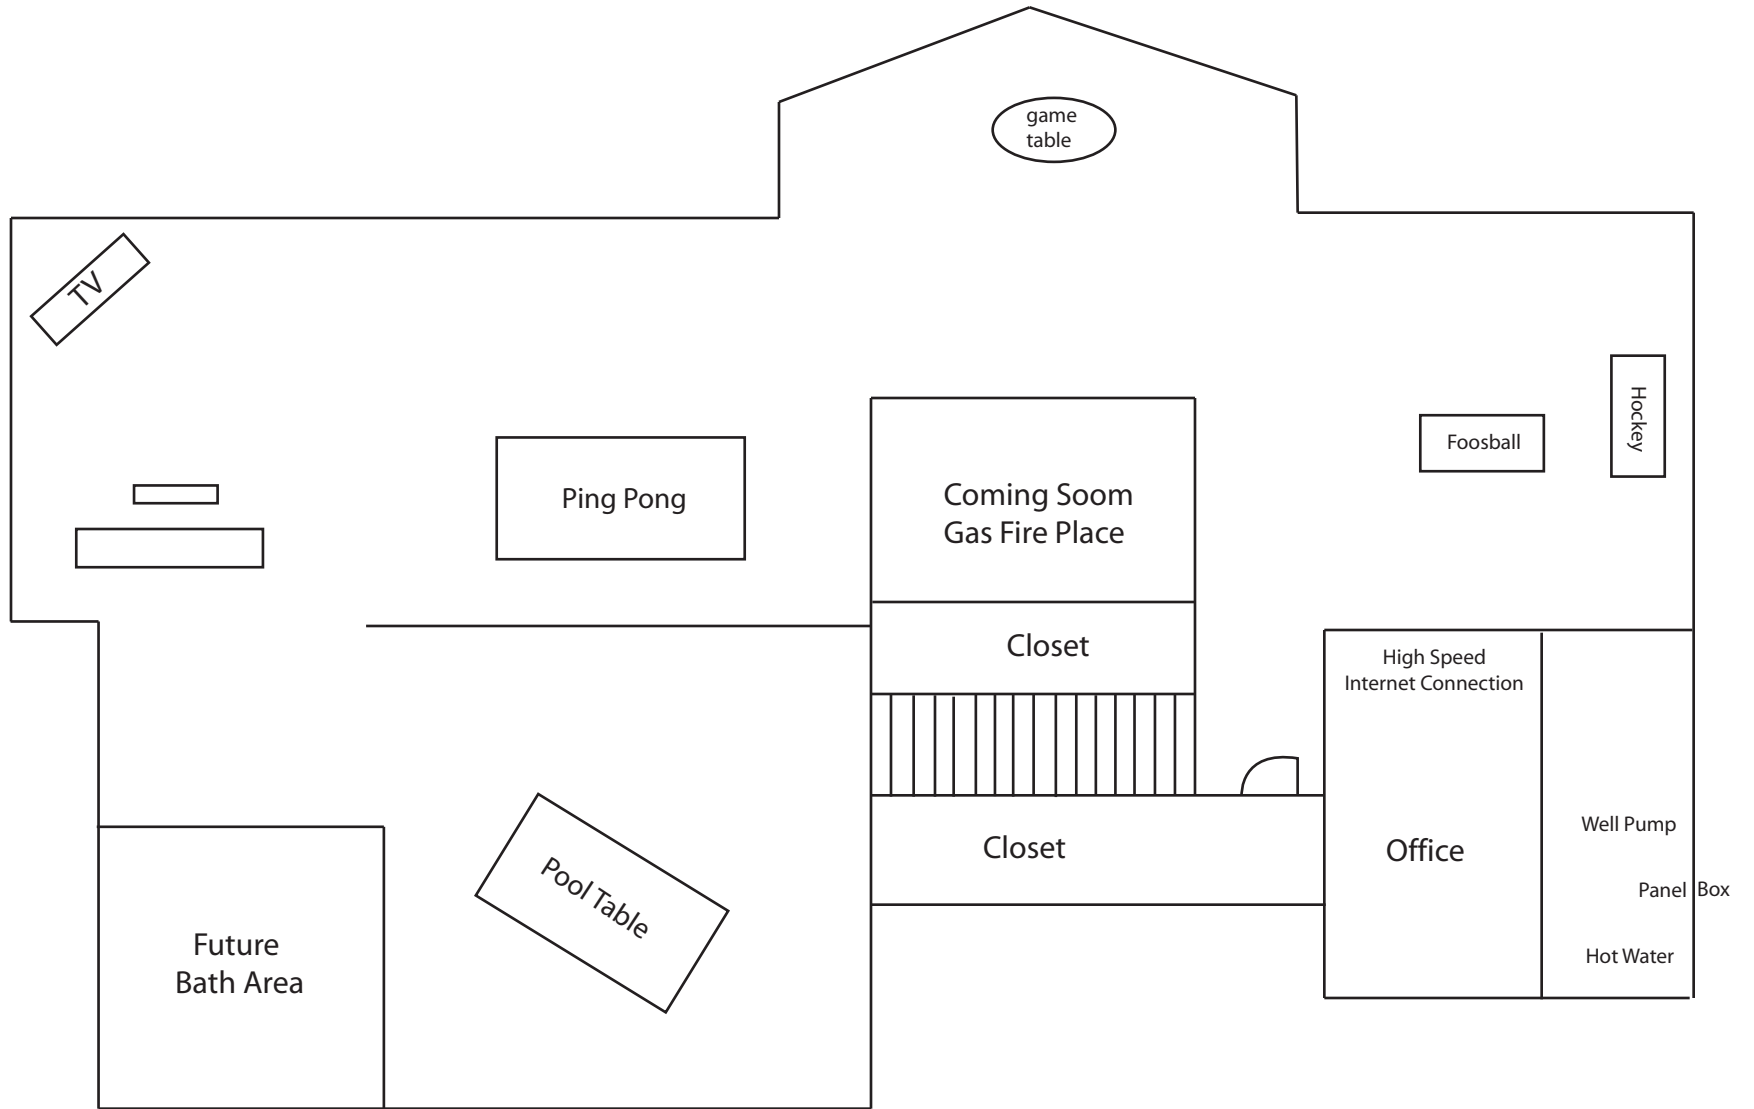 game
table
TV
Hockey
Foosball
Ping Pong
Coming Soom
Gas Fire Place
Closet
High Speed
Internet Connection
Well Pump
Closet
Office
Pool Table
Panel Box
Future
Bath Area
Hot Water